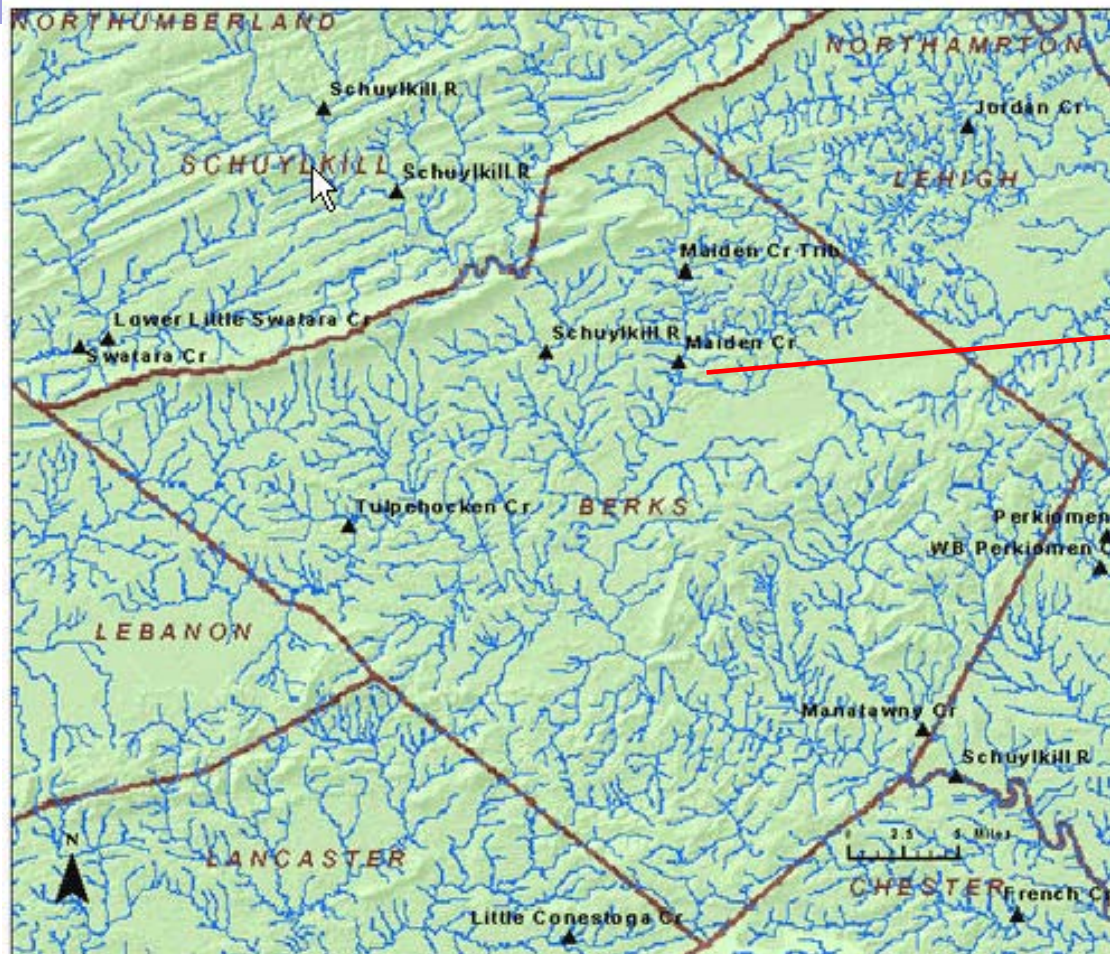 NORTHUMBERLAND
NORTHAMRTON
Schuylkill R
Jordan Cr
SCHUYLKILL
Schuylkill R
LEHIGH
Maiden Cr Trib
Lower Little Swatara Cr
Swatara Cr
Schuylkill R
Maiden Cr
Tulpehocken Cr
BERKS
Perkiomen
WB Perkiomen C
LEBANON
Manatawny Cr
Schuylkill R
N
0 2.5 5 Miles
LANCASTER
CHESTER
French Cr
Little Conestoga Cr